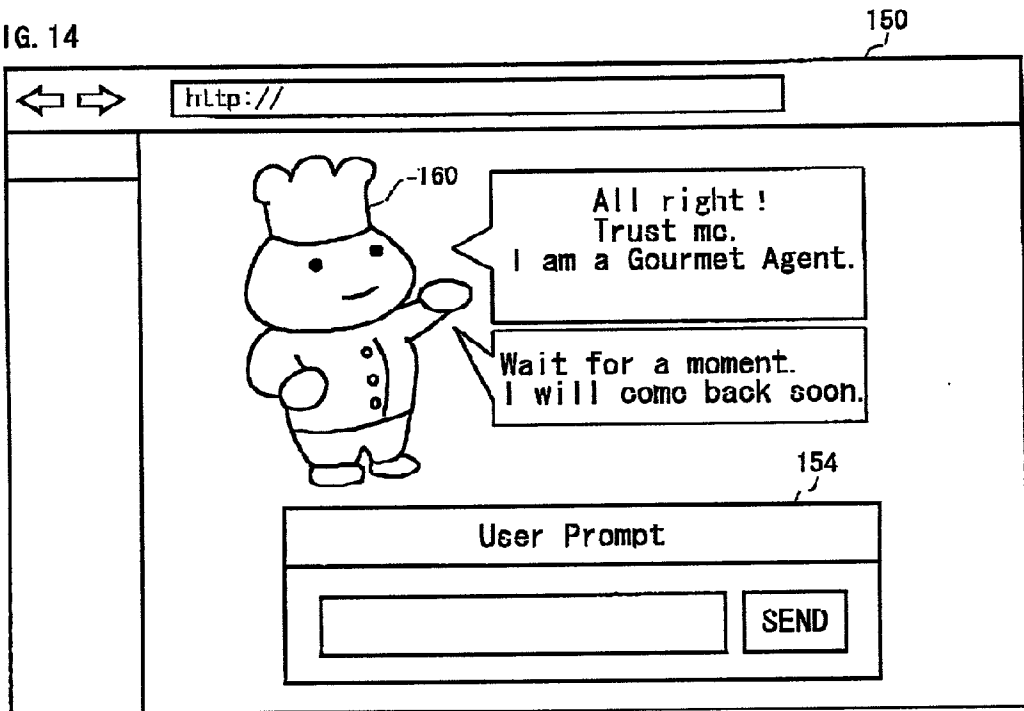 IG. 14
150
http://
160
All right!
Trust me.
I am a Gourmet Agent.
Wait for a moment.
I will come back soon.
154
User Prompt
SEND